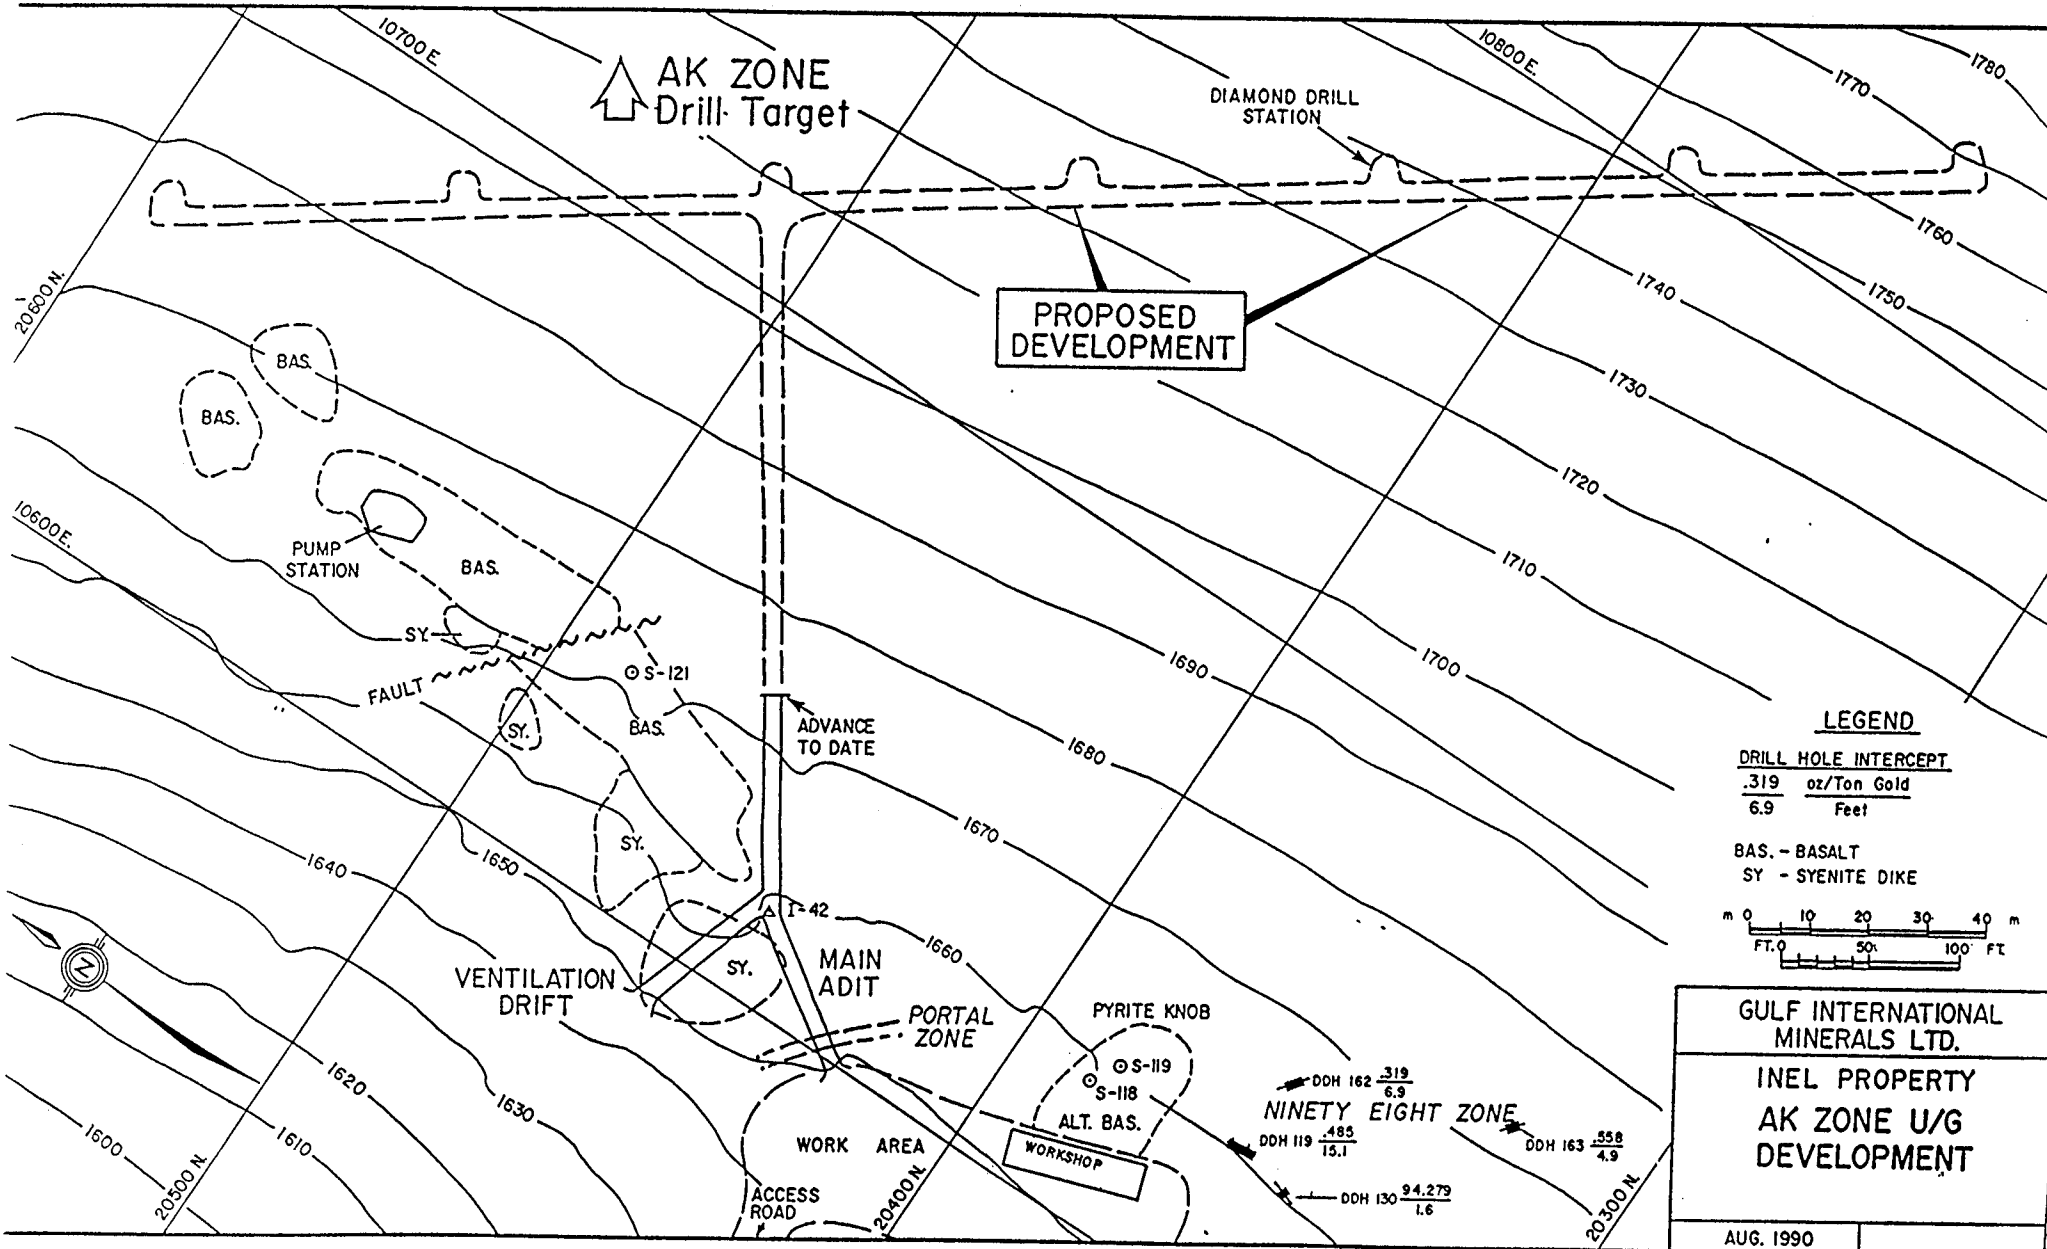 10700 E.
10800 E.
1780
1770
AK ZONE
Drill Target
DIAMOND DRILL
STATION
1760
1750
1740
20600 N.
PROPOSED
DEVELOPMENT
BAS.
BAS.
1730
1720
1710
10600 E.
PUMP
STATION
BAS.
SY.
FAULT
S-121
SY.
BAS.
ADVANCE
TO DATE
1700
1690
1680
1670
1660
1650
1640
SY.
I-42
SY.
MAIN
ADIT
VENTILATION
DRIFT
PORTAL
ZONE
PYRITE KNOB
S-119
S-118
ALT. BAS.
WORKSHOP
DDH 162 .319
6.9
NINETY EIGHT ZONE
DDH 119 .485
15.1
DDH 163 .558
4.9
DDH 130 94.279
1.6
WORK AREA
ACCESS
ROAD
1630
1620
1610
1600
20500 N.
20400 N.
20300 N.
N
LEGEND
DRILL HOLE INTERCEPT
.319 oz/Ton Gold
6.9 Feet
BAS. - BASALT
SY - SYENITE DIKE
m 0 10 20 30 40 m
FT. 0 50 100 FT.
GULF INTERNATIONAL
MINERALS LTD.
INEL PROPERTY
AK ZONE U/G
DEVELOPMENT
AUG. 1990